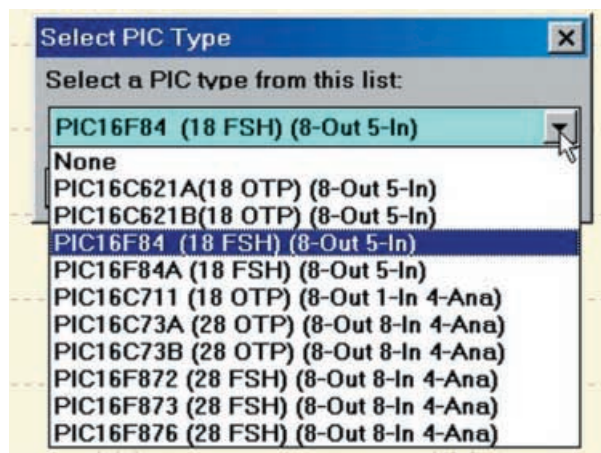 Select PIC Type
Select a PIC type from this list:
PIC16F84 (18 FSH) (8-Out 5-In)
None
PIC16C621A(18 OTP) (8-Out 5-In)
PIC16C621B(18 OTP) (8-Out 5-In)
PIC16F84 (18 FSH) (8-Out 5-In)
PIC16F84A (18 FSH) (8-Out 5-In)
PIC16C711 (18 OTP) (8-Out 1-In 4-Ana)
PIC16C73A (28 OTP) (8-Out 8-In 4-Ana)
PIC16C73B (28 OTP) (8-Out 8-In 4-Ana)
PIC16F872 (28 FSH) (8-Out 8-In 4-Ana)
PIC16F873 (28 FSH) (8-Out 8-In 4-Ana)
PIC16F876 (28 FSH) (8-Out 8-In 4-Ana)